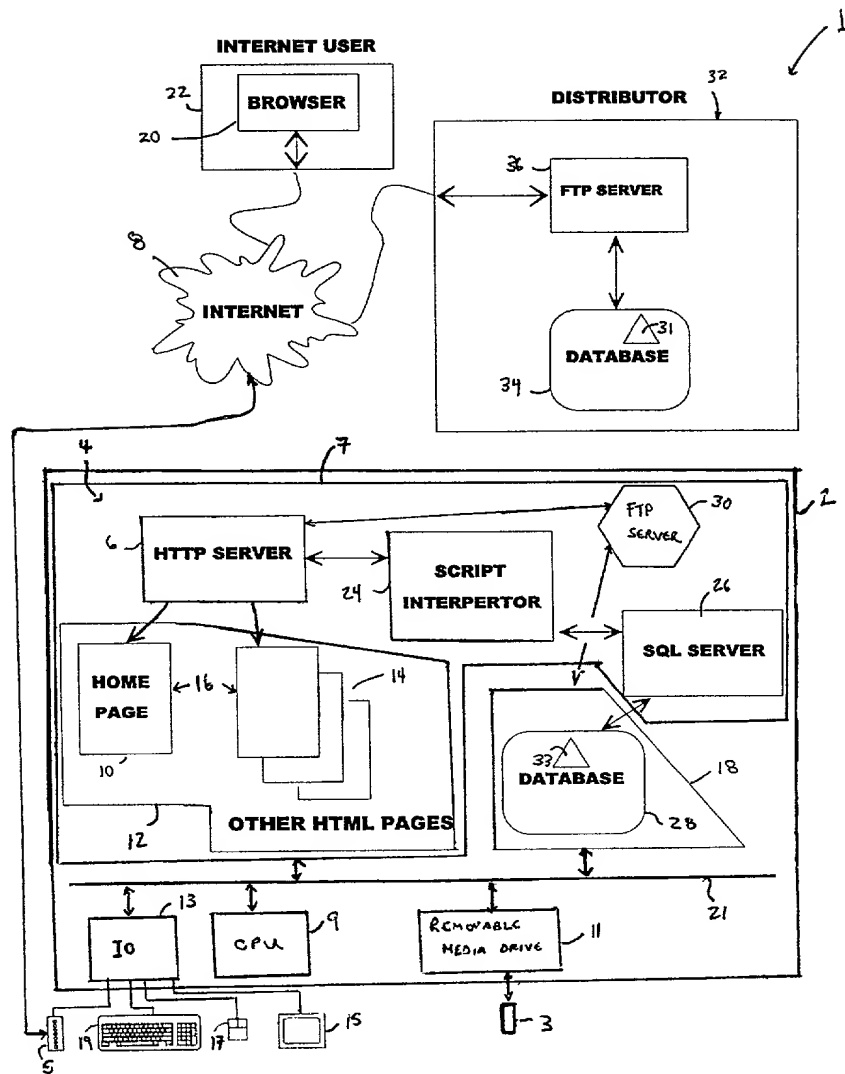 1
INTERNET USER
22
BROWSER
20
DISTRIBUTOR
32
36
FTP SERVER
8
INTERNET
31
DATABASE
34
4
7
2
6
HTTP SERVER
FTP
SERVER
30
24
SCRIPT
INTERPERTOR
26
SQL SERVER
HOME
PAGE
16
14
10
12
OTHER HTML PAGES
33
DATABASE
28
18
21
13
IO
9
CPU
REMOVABLE
MEDIA DRIVE
11
5
19
17
15
3